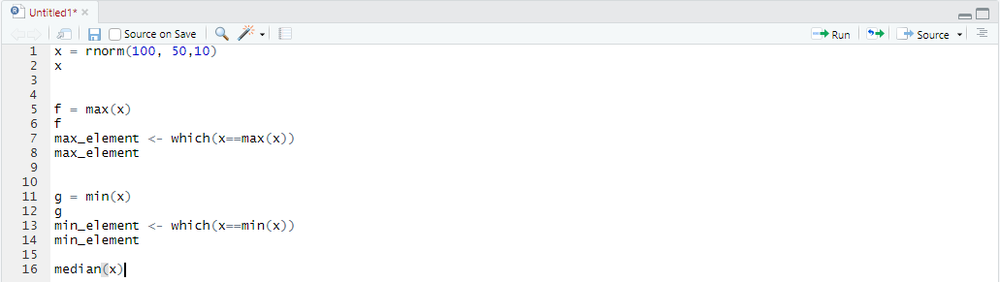 Untitled1*
Source on Save
Run
Source
1 x = rnorm(100, 50,10)
2 x
3
4
5 f = max(x)
6 f
7 max_element <- which(x==max(x))
8 max_element
9
10
11 g = min(x)
12 g
13 min_element <- which(x==min(x))
14 min_element
15
16 median(x)